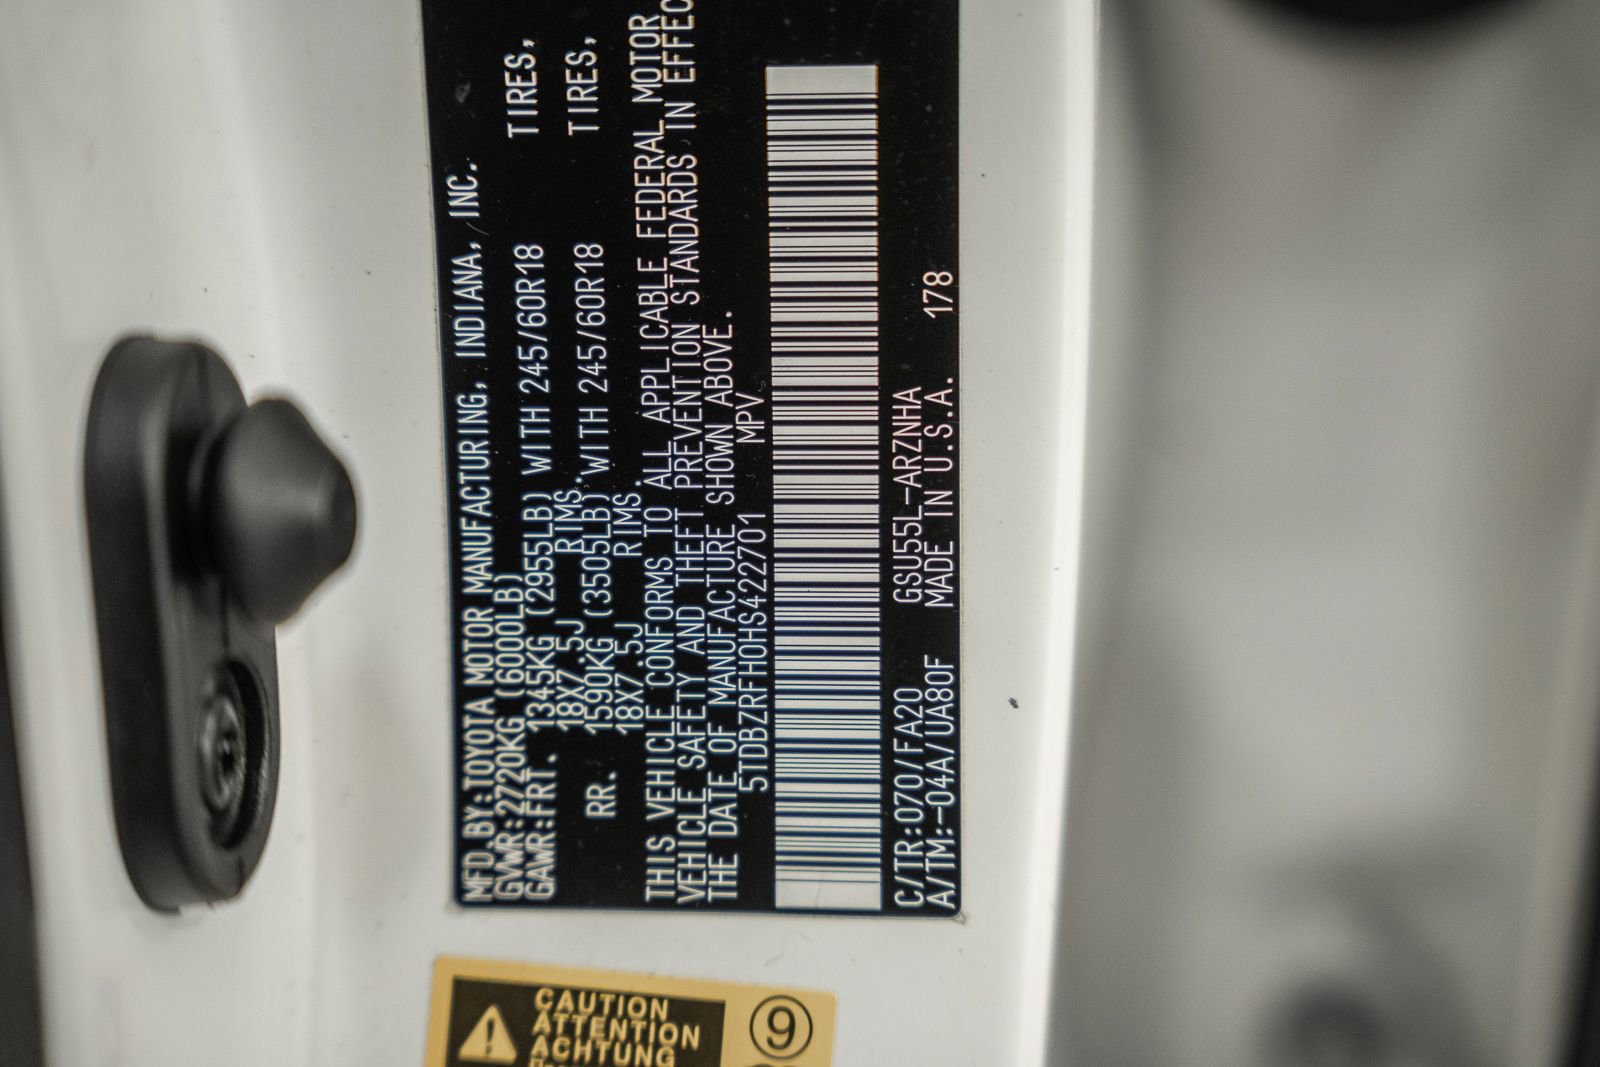 MFD.BY:TOYOTA MOTOR MANUFACTURING, INDIANA, INC.
GVWR:2720KG (6000LB)
GAWR:FRT. 1345KG (2955LB) WITH 245/60R18 TIRES,
18X7.5J RIMS.
RR. 1590KG (3505LB) WITH 245/60R18 TIRES,
18X7.5J RIMS.
THIS VEHICLE CONFORMS TO ALL APPLICABLE FEDERAL MOTOR
VEHICLE SAFETY AND THEFT PREVENTION STANDARDS IN EFFEC
THE DATE OF MANUFACTURE SHOWN ABOVE.
5TDBZRFH0HS422701 MPV
C/TR:070/FA20 GSU55L-ARZNHA
A/TM:-04A/UA80F MADE IN U.S.A. 178
CAUTION
ATTENTION
ACHTUNG
9